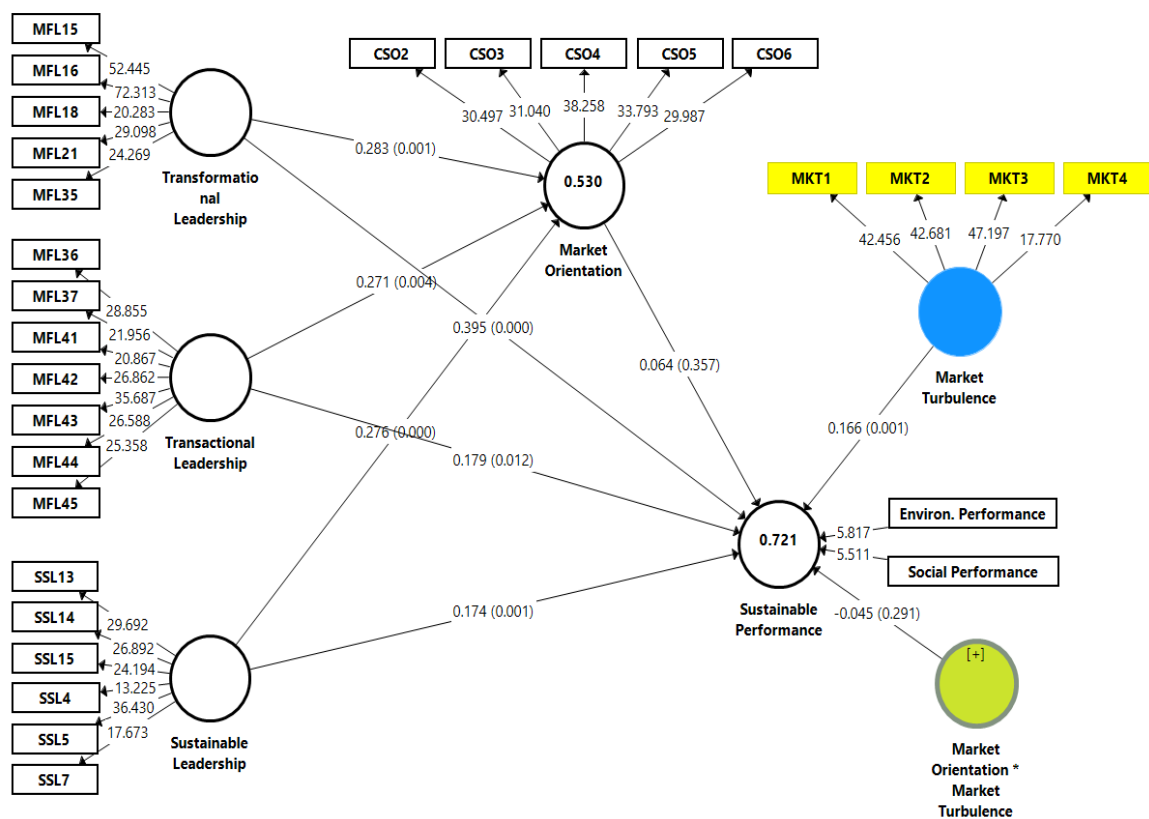 MFL15
MFL16
MFL18
MFL21
MFL35
52.445
72.313
20.283
29.098
24.269
Transformatio
nal
Leadership
MFL36
MFL37
MFL41
MFL42
MFL43
MFL44
MFL45
28.855
21.956
20.867
26.862
35.687
26.588
25.358
Transactional
Leadership
SSL13
SSL14
SSL15
SSL4
SSL5
SSL7
29.692
26.892
24.194
13.225
36.430
17.673
Sustainable
Leadership
CSO2
CSO3
CSO4
CSO5
CSO6
30.497
31.040
38.258
33.793
29.987
0.530
Market
Orientation
0.283 (0.001)
0.271 (0.004)
0.395 (0.000)
0.276 (0.000)
0.179 (0.012)
0.174 (0.001)
0.064 (0.357)
MKT1
MKT2
MKT3
MKT4
42.456
42.681
47.197
17.770
Market
Turbulence
0.166 (0.001)
0.721
Sustainable
Performance
Environ. Performance
5.817
5.511
Social Performance
-0.045 (0.291)
[+]
Market
Orientation *
Market
Turbulence